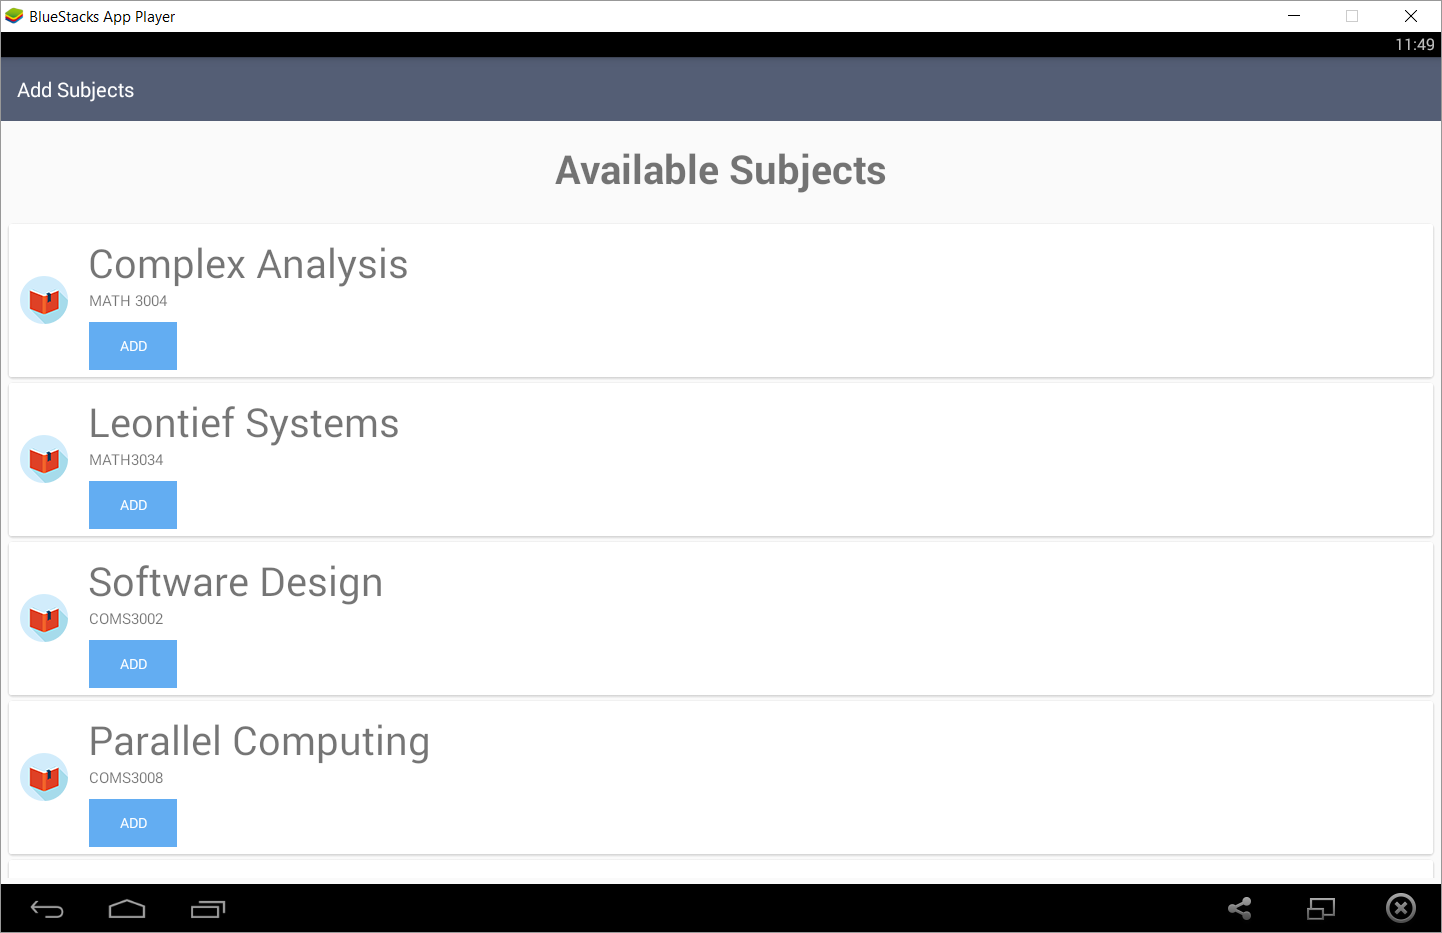 BlueStacks App Player
11:49
Add Subjects
Available Subjects
Complex Analysis
MATH 3004
ADD
Leontief Systems
MATH3034
ADD
Software Design
COMS3002
ADD
Parallel Computing
COMS3008
ADD